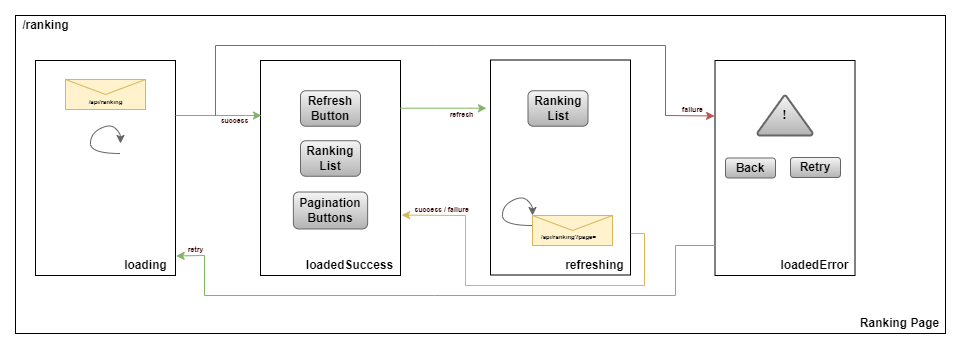 /ranking
/api/ranking
success
Refresh
Button
Ranking
List
Pagination
Buttons
refresh
Ranking
List
failure
!
Back
Retry
success / failure
/api/ranking?page=
retry
loading
loadedSuccess
refreshing
loadedError
Ranking Page